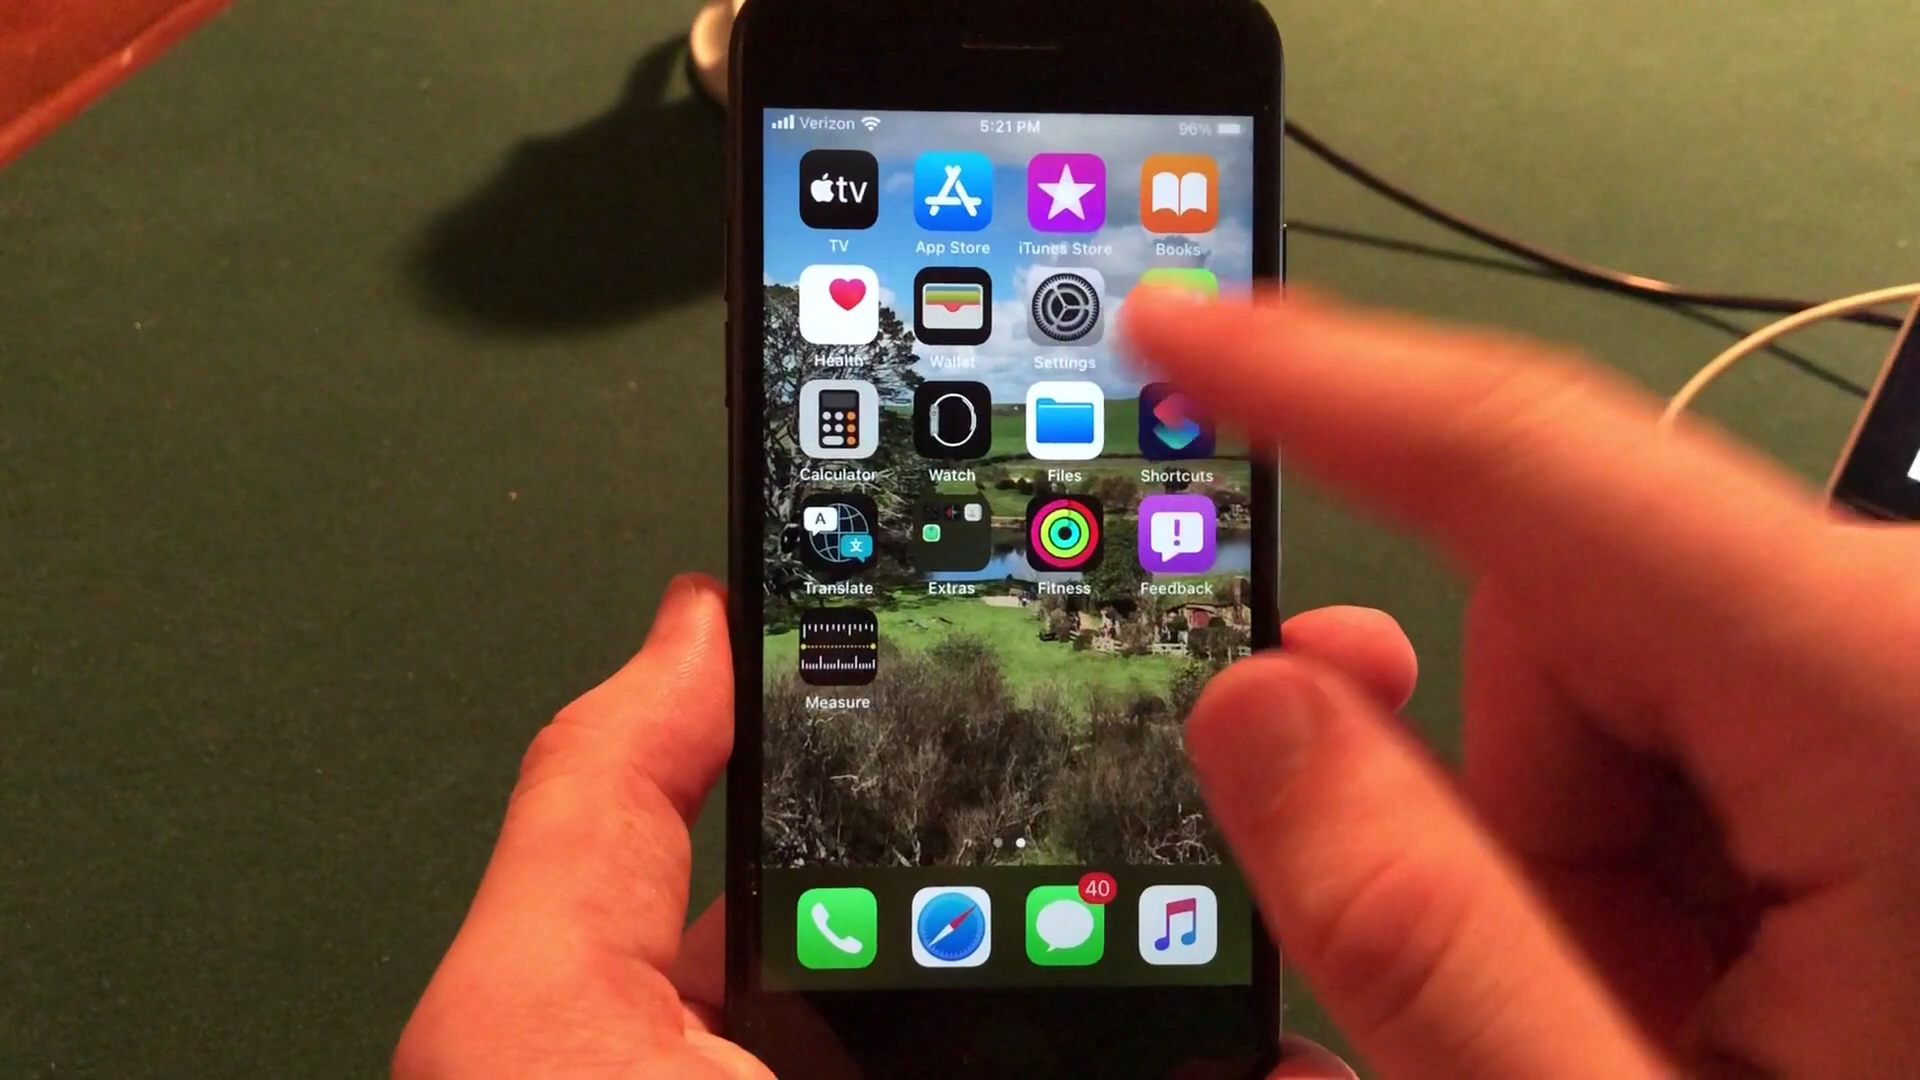 Verizon 5:21 PM 96%
tv
TV App Store iTunes Store Books
Health Wallet Settings
Calculator Watch Files Shortcuts
A 文
Translate Extras Fitness Feedback
Measure
40